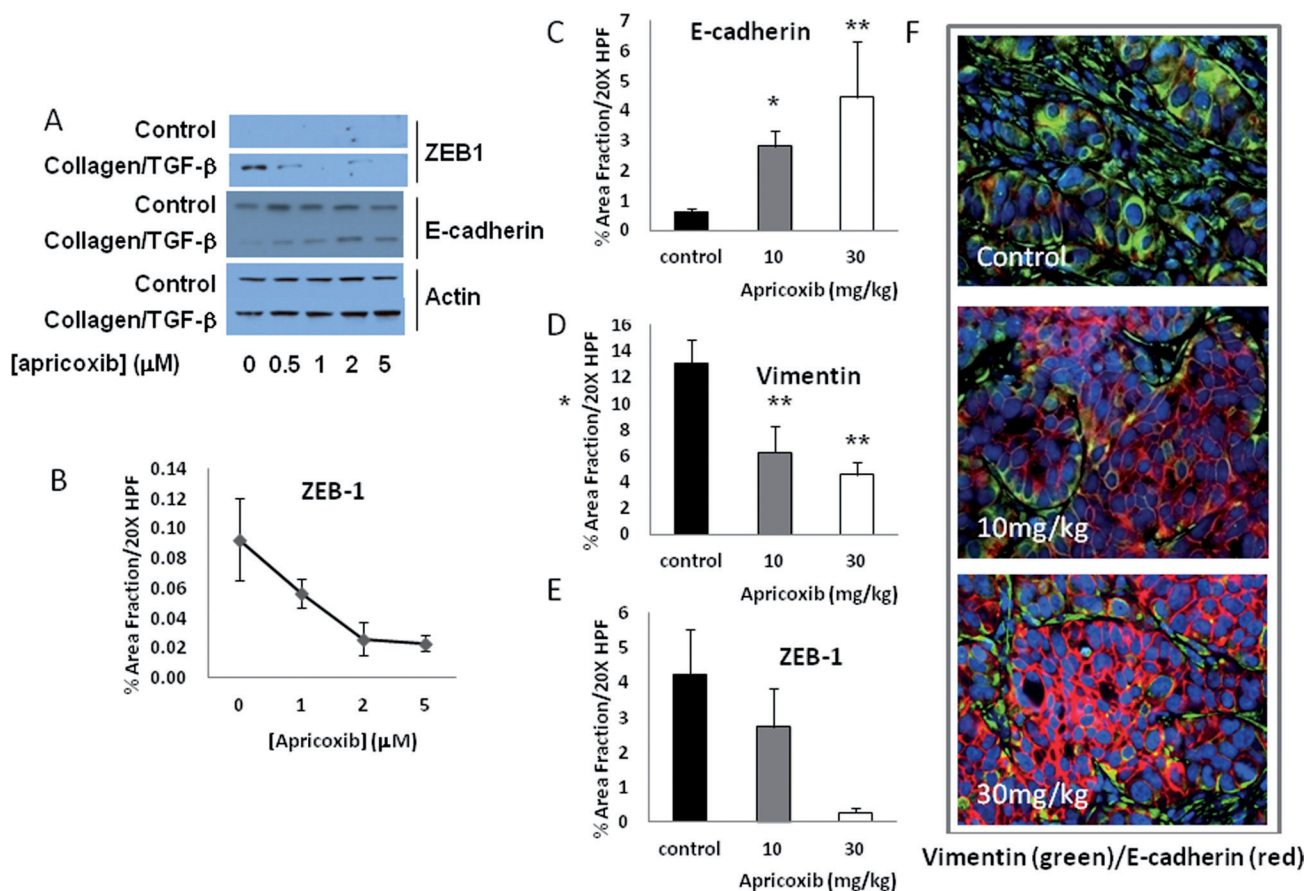 A
Control
Collagen/TGF-β
ZEB1
Control
Collagen/TGF-β
E-cadherin
Control
Collagen/TGF-β
Actin
[apricoxib] (μM) 0 0.5 1 2 5
B
ZEB-1
% Area Fraction/20X HPF
0.14
0.12
0.10
0.08
0.06
0.04
0.02
0.00
0 1 2 5
[Apricoxib] (μM)
C
E-cadherin
% Area Fraction/20X HPF
7
6
5
4
3
2
1
0
*
**
control 10 30
Apricoxib (mg/kg)
D
Vimentin
% Area Fraction/20X HPF
*
16
14
12
10
8
6
4
2
0
**
**
control 10 30
Apricoxib (mg/kg)
E
ZEB-1
% Area Fraction/20X HPF
6
5
4
3
2
1
0
control 10 30
Apricoxib (mg/kg)
F
Control
10mg/kg
30mg/kg
Vimentin (green)/E-cadherin (red)